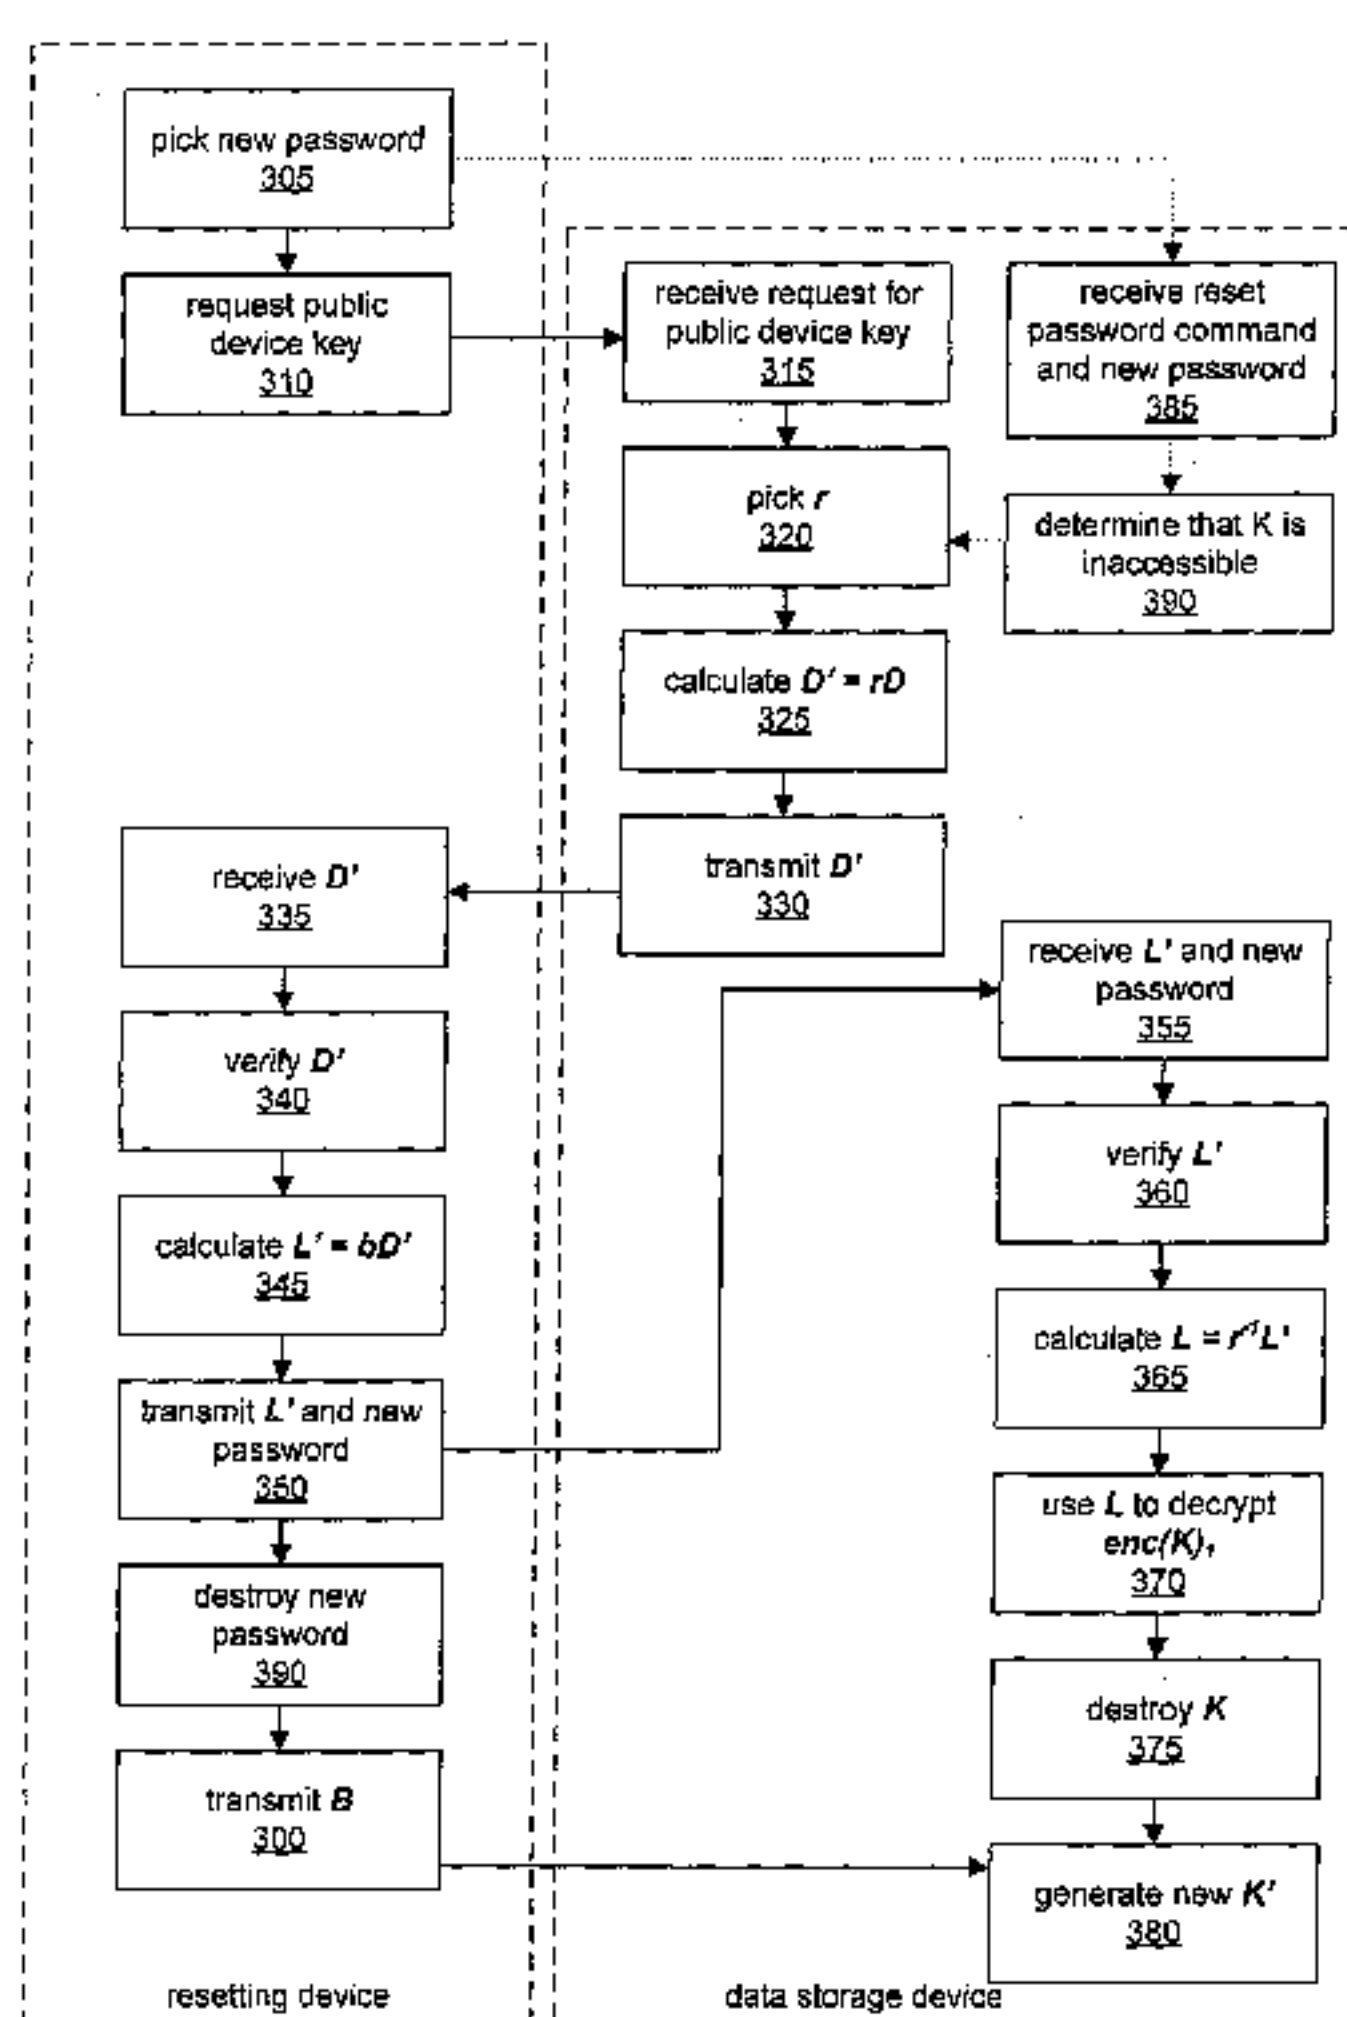 pick new password
305
request public
device key
310
receive request for
public device key
315
receive reset
password command
and new password
385
pick r
320
determine that K is
inaccessible
390
calculate D' = rD
325
transmit D'
330
receive D'
335
verify D'
340
calculate L' = bD'
345
transmit L' and new
password
350
destroy new
password
390
transmit B
300
receive L' and new
password
355
verify L'
360
calculate L = r⁻¹L'
365
use L to decrypt
enc(K)₁
370
destroy K
375
generate new K'
380
resetting device
data storage device